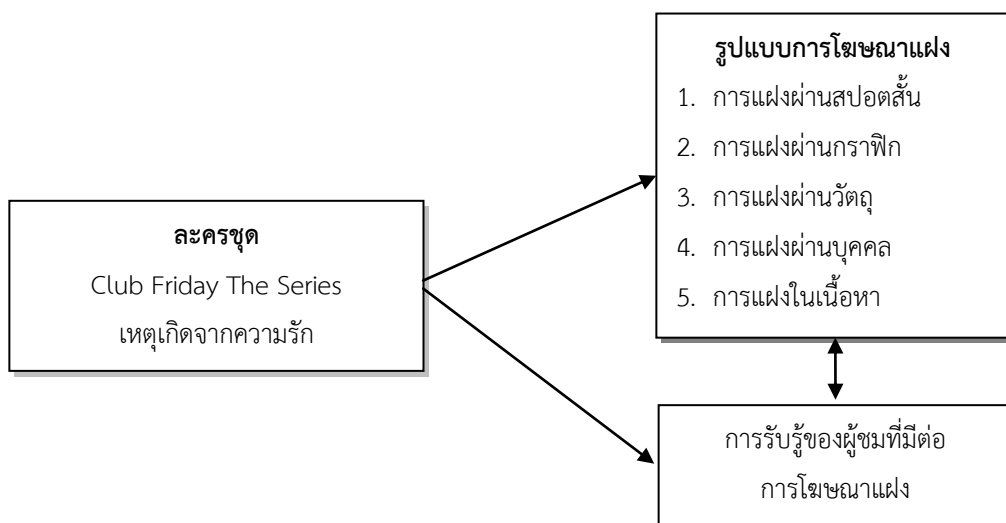 ละครชุด
Club Friday The Series
เหตุเกิดจากความรัก
รูปแบบการโฆษณาแฝง
1. การแฝงผ่านสปอตสั้น
2. การแฝงผ่านกราฟิก
3. การแฝงผ่านวัตถุ
4. การแฝงผ่านบุคคล
5. การแฝงในเนื้อหา
การรับรู้ของผู้ชมที่มีต่อ
การโฆษณาแฝง